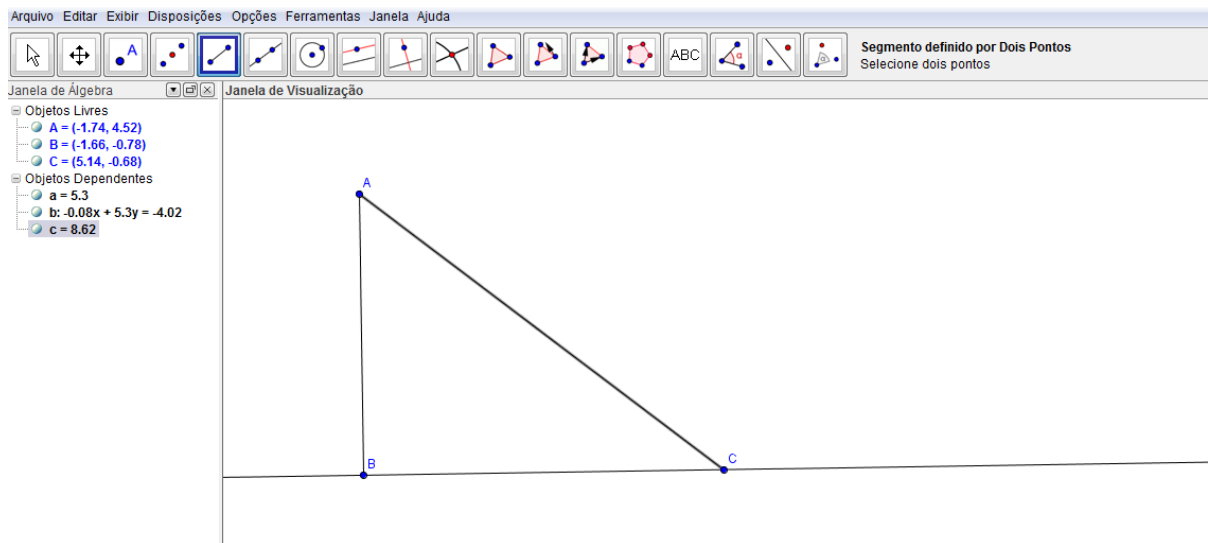 Arquivo Editar Exibir Disposições Opções Ferramentas Janela Ajuda
A
ABC
α
α
Segmento definido por Dois Pontos
Selecione dois pontos
Janela de Álgebra
Janela de Visualização
Objetos Livres
A = (-1.74, 4.52)
B = (-1.66, -0.78)
C = (5.14, -0.68)
Objetos Dependentes
a = 5.3
b: -0.08x + 5.3y = -4.02
c = 8.62
A
B
C